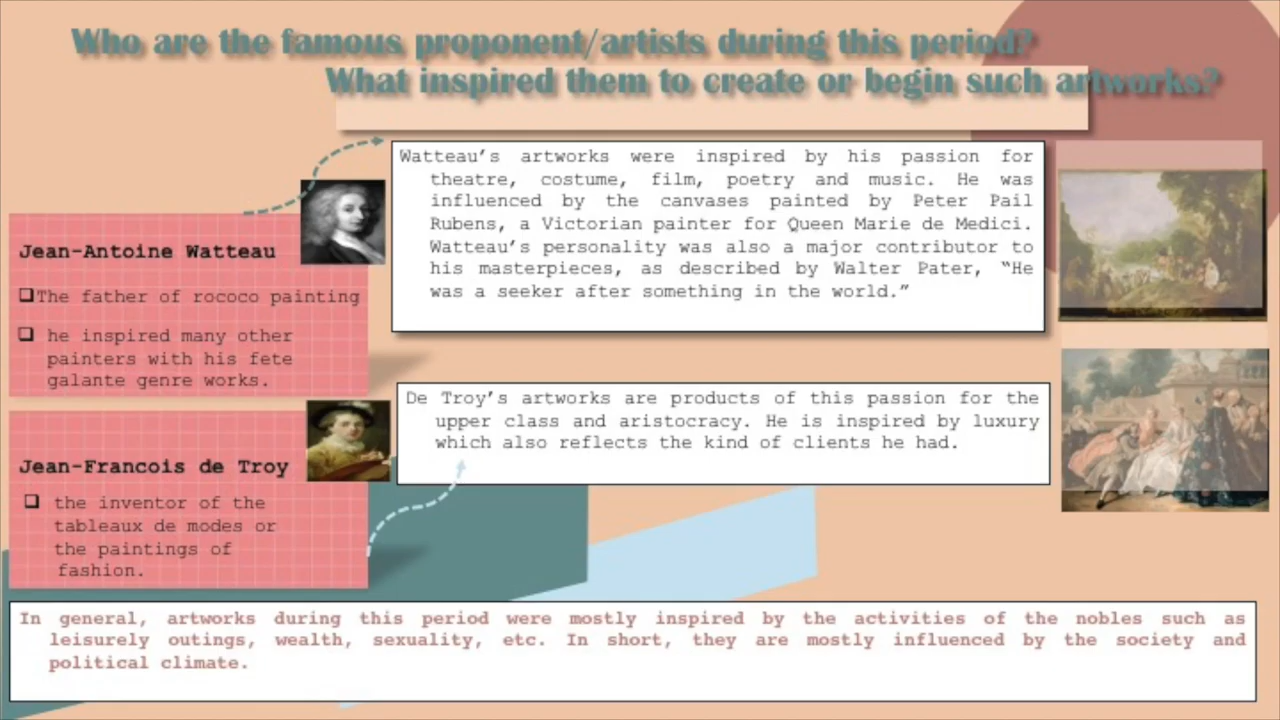 Who are the famous proponent/artists during this period?
What inspired them to create or begin such artworks?
Jean-Antoine Watteau
The father of rococo painting
he inspired many other
painters with his fete
galante genre works.
Watteau's artworks were inspired by his passion for
theatre, costume, film, poetry and music. He was
influenced by the canvases painted by Peter Pail
Rubens, a Victorian painter for Queen Marie de Medici.
Watteau's personality was also a major contributor to
his masterpieces, as described by Walter Pater, "He
was a seeker after something in the world."
Jean-Francois de Troy
the inventor of the
tableaux de modes or
the paintings of
fashion.
De Troy's artworks are products of this passion for the
upper class and aristocracy. He is inspired by luxury
which also reflects the kind of clients he had.
In general, artworks during this period were mostly inspired by the activities of the nobles such as
leisurely outings, wealth, sexuality, etc. In short, they are mostly influenced by the society and
political climate.